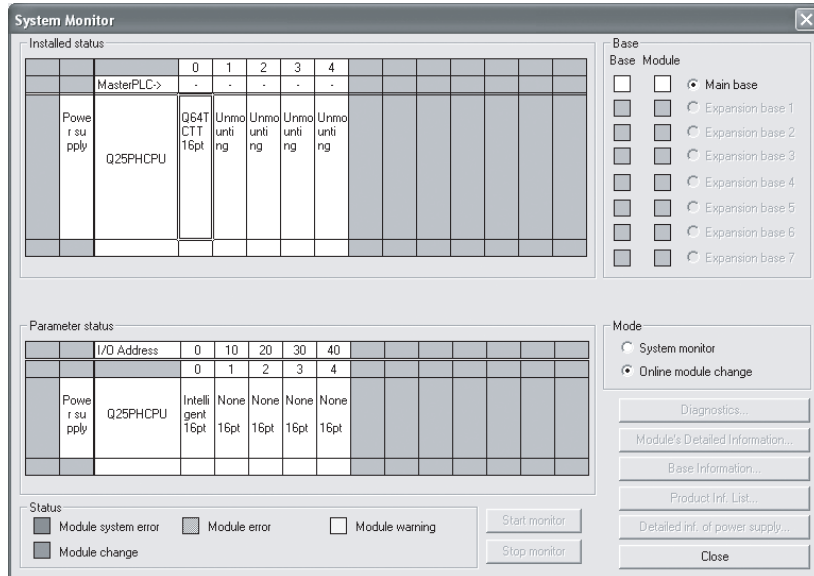 System Monitor
Installed status
0 1 2 3 4
MasterPLC-> - - - - -
Powe
r su
pply
Q25PHCPU
Q64T
CTT
16pt
Unmo
unti
ng
Unmo
unti
ng
Unmo
unti
ng
Unmo
unti
ng
Base
Base Module
Main base
Expansion base 1
Expansion base 2
Expansion base 3
Expansion base 4
Expansion base 5
Expansion base 6
Expansion base 7
Parameter status
I/O Address 0 10 20 30 40
0 1 2 3 4
Powe
r su
pply
Q25PHCPU
Intelli
gent
16pt
None
16pt
None
16pt
None
16pt
None
16pt
Mode
System monitor
Online module change
Diagnostics...
Module's Detailed Information...
Base Information...
Product Inf. List...
Detailed inf. of power supply...
Close
Status
Module system error
Module error
Module warning
Module change
Start monitor
Stop monitor